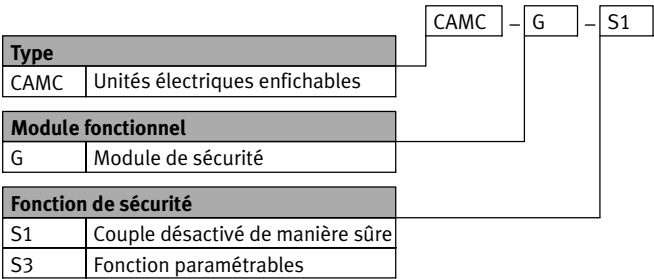 CAMC – G – S1
Type
CAMC Unités électriques enfichables
Module fonctionnel
G Module de sécurité
Fonction de sécurité
S1 Couple désactivé de manière sûre
S3 Fonction paramétrables